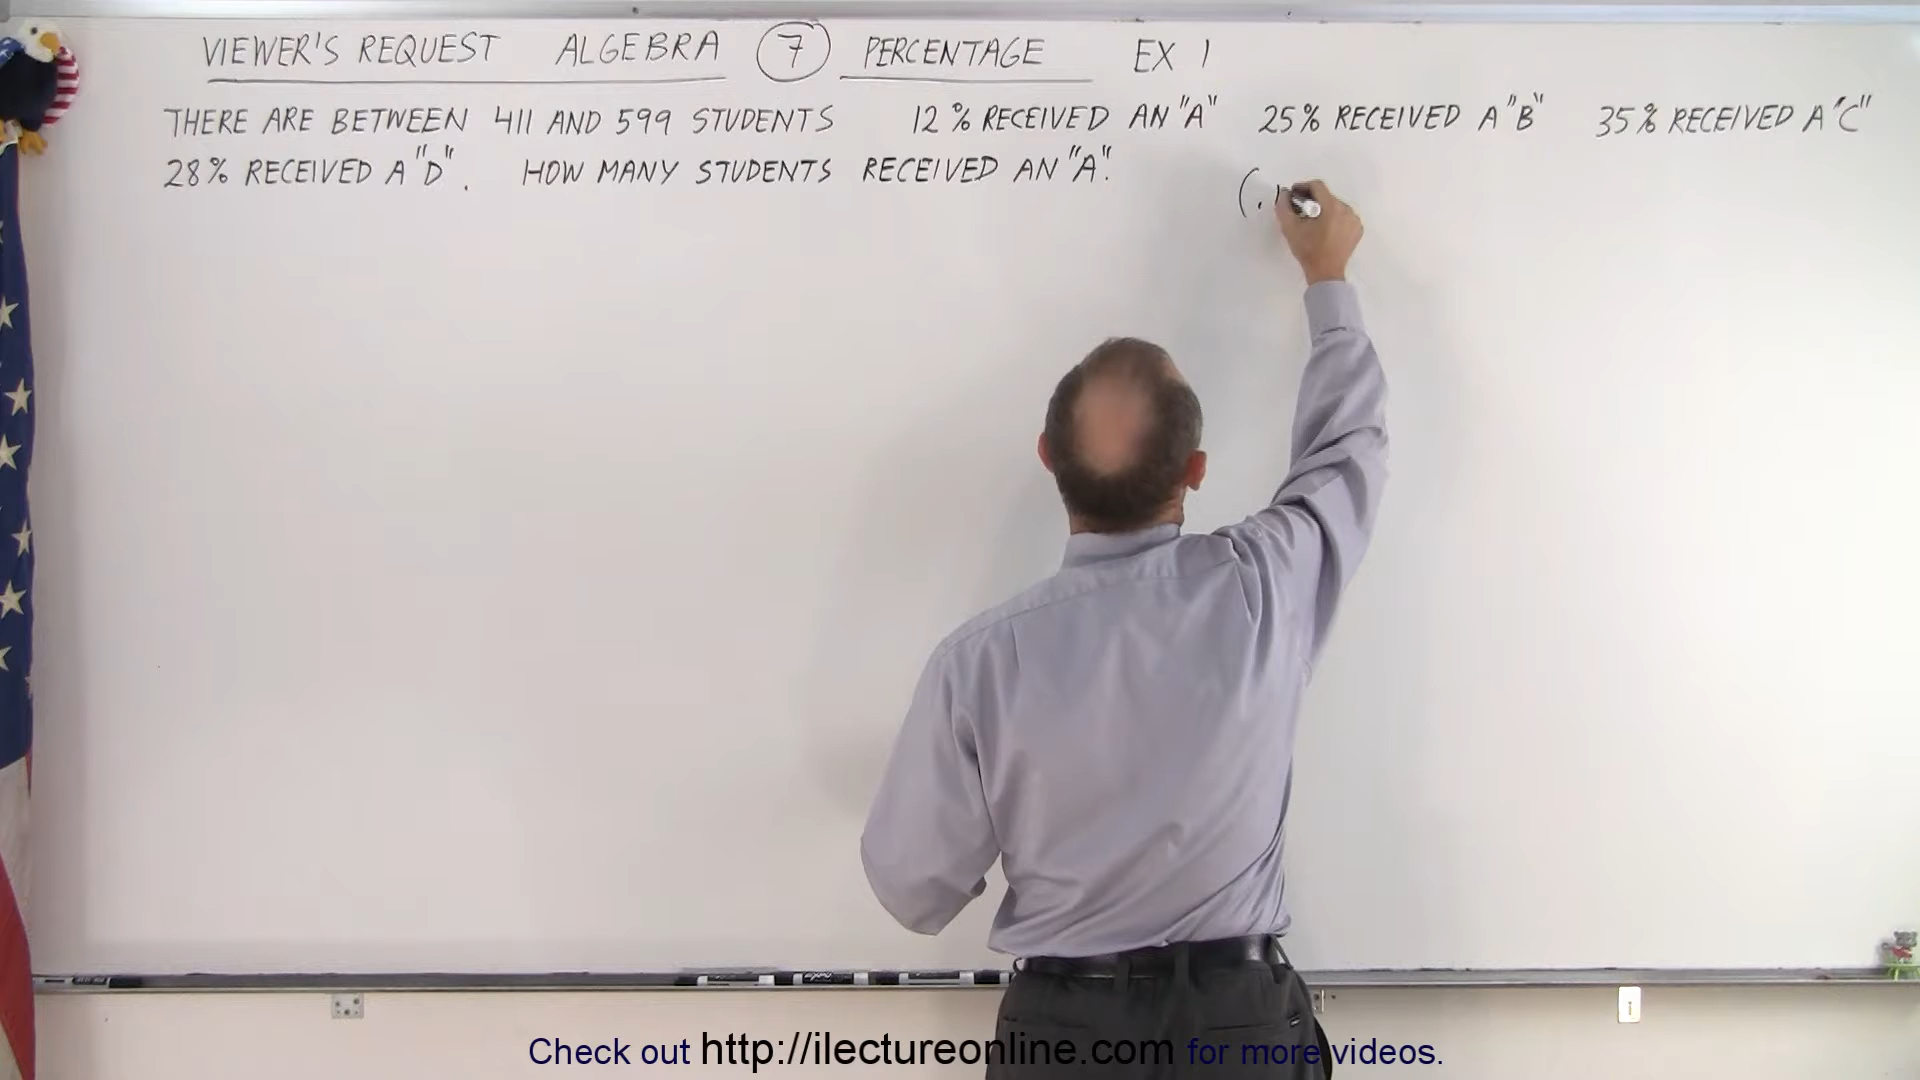 VIEWER'S REQUEST ALGEBRA 7 PERCENTAGE EX 1
THERE ARE BETWEEN 411 AND 599 STUDENTS 12% RECEIVED AN "A" 25% RECEIVED A "B" 35% RECEIVED A "C"
28% RECEIVED A "D". HOW MANY STUDENTS RECEIVED AN "A".
(.1
Check out http://ilectureonline.com for more videos.